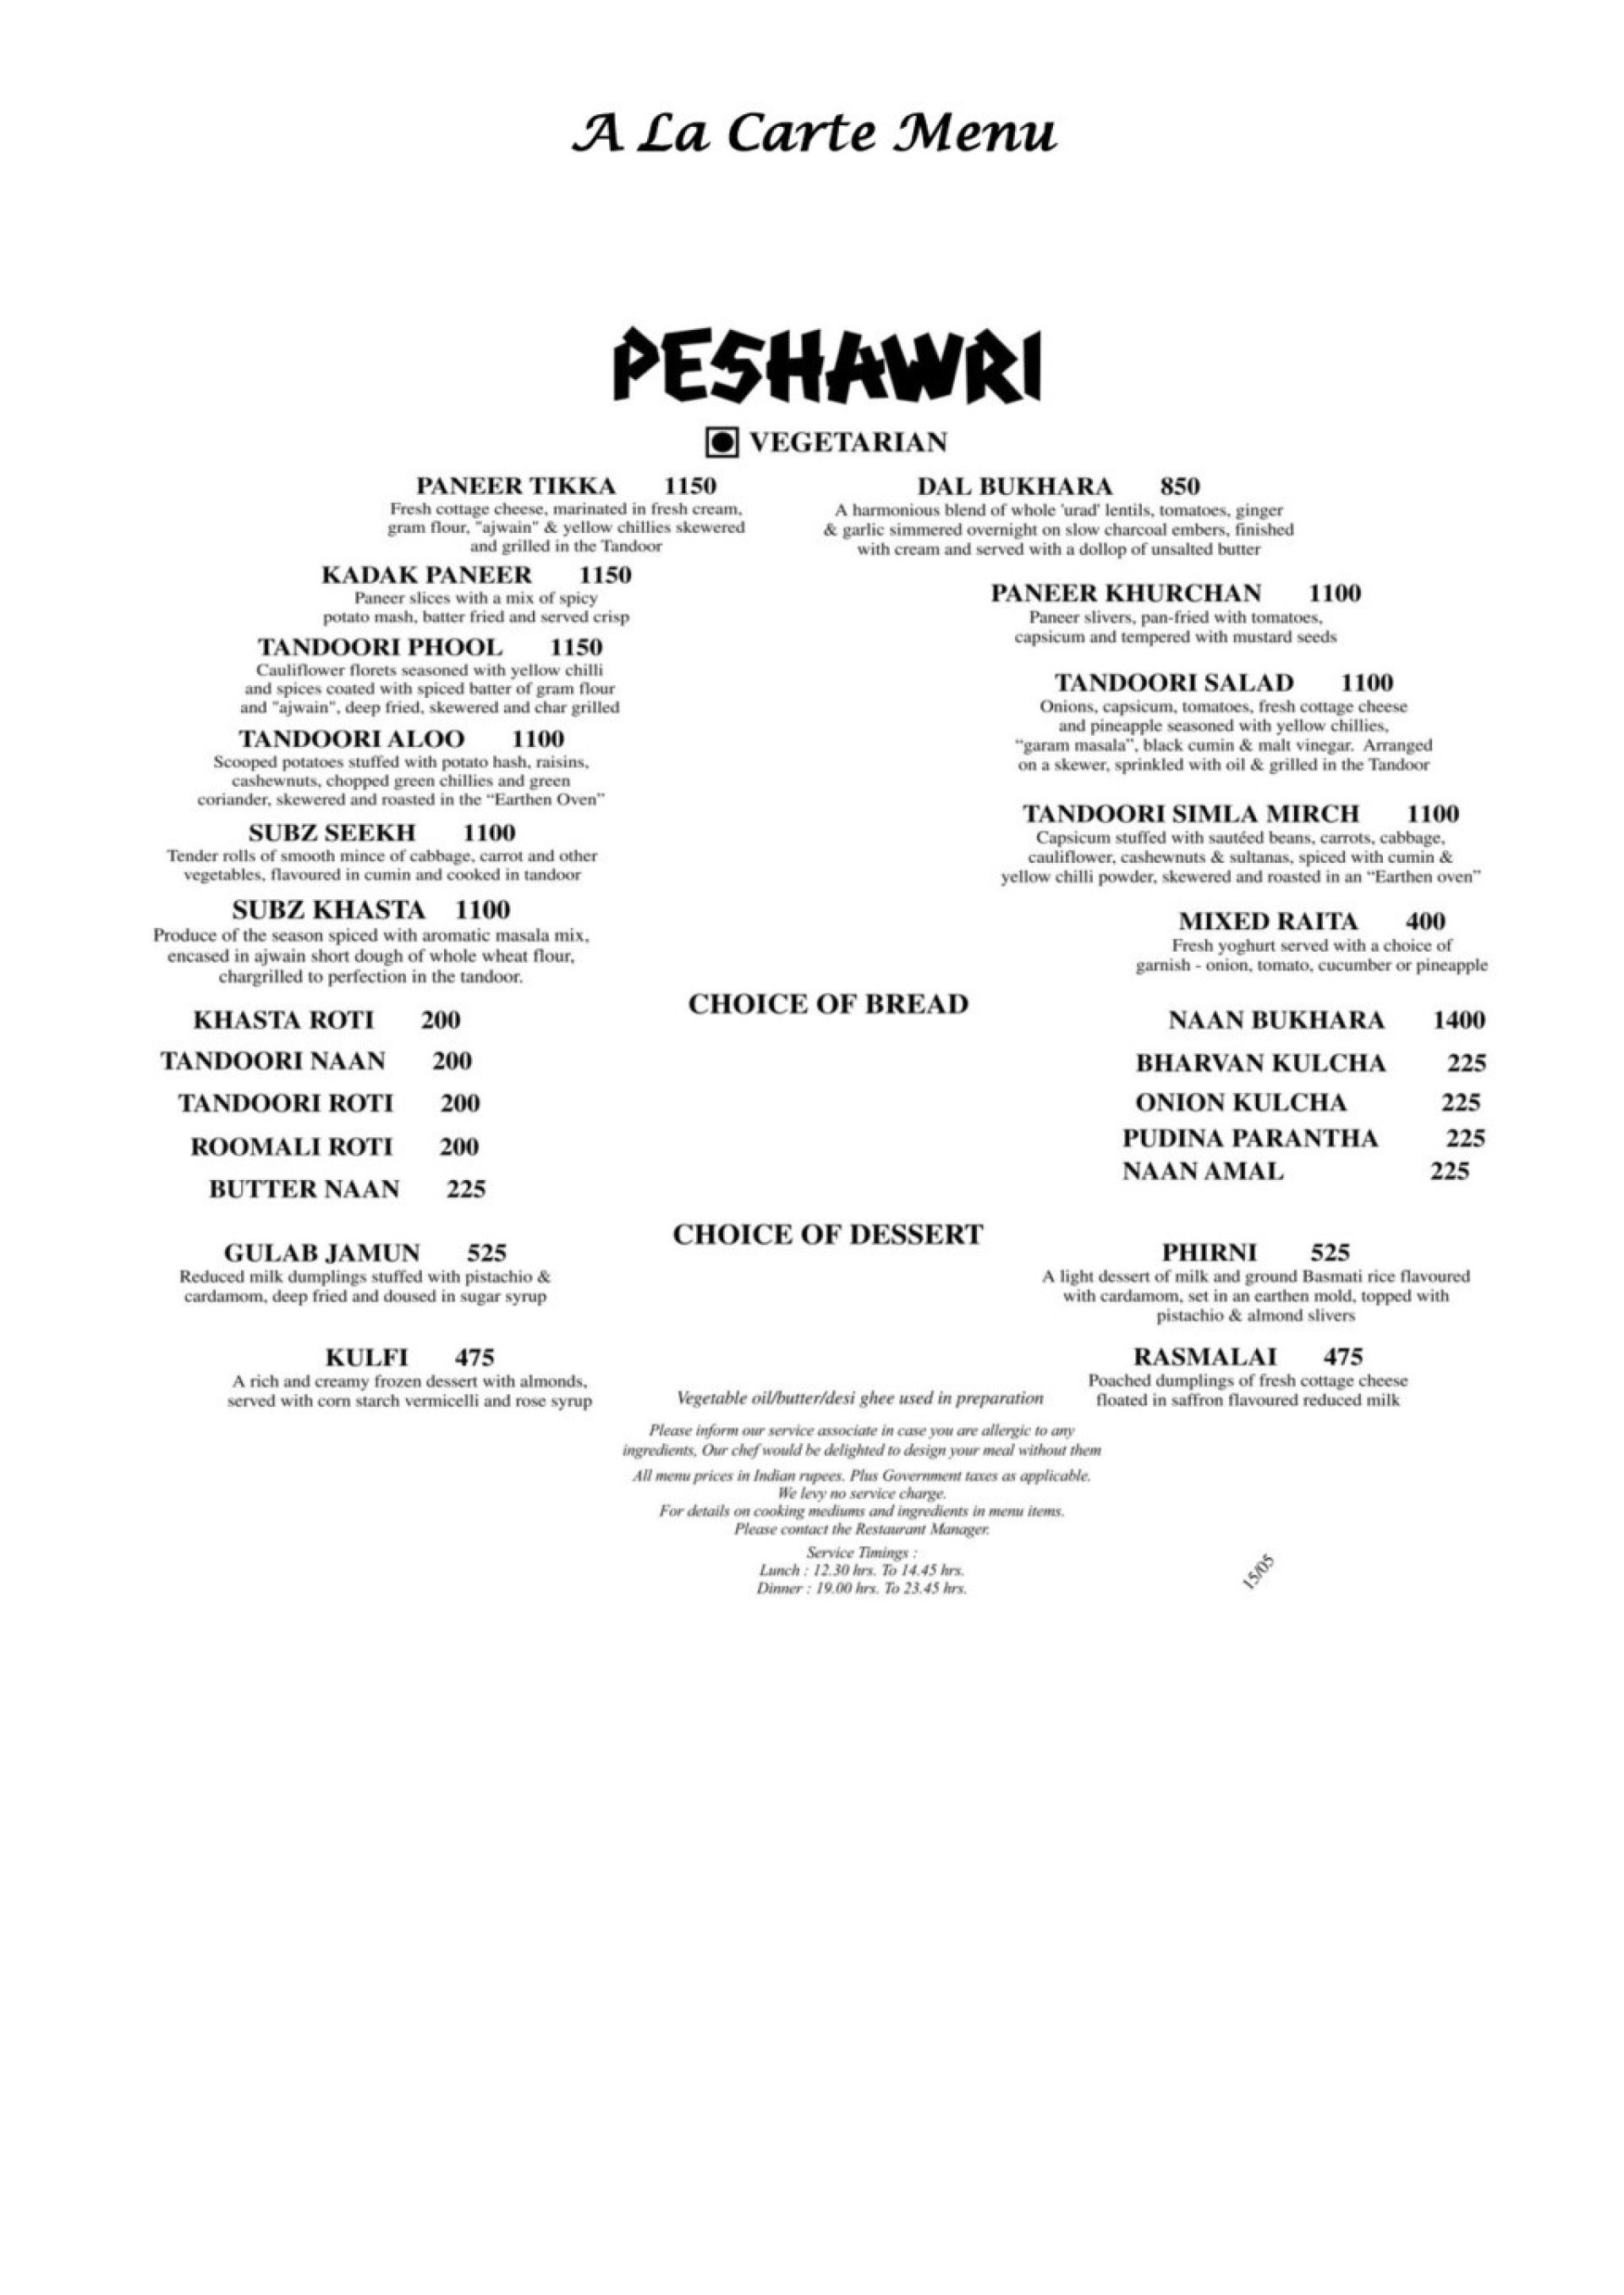 A La Carte Menu
PESHAWRI
VEGETARIAN
PANEER TIKKA 1150
Fresh cottage cheese, marinated in fresh cream,
gram flour, "ajwain" & yellow chillies skewered
and grilled in the Tandoor
KADAK PANEER 1150
Paneer slices with a mix of spicy
potato mash, batter fried and served crisp
TANDOORI PHOOL 1150
Cauliflower florets seasoned with yellow chilli
and spices coated with spiced batter of gram flour
and "ajwain", deep fried, skewered and char grilled
TANDOORI ALOO 1100
Scooped potatoes stuffed with potato hash, raisins,
cashewnuts, chopped green chillies and green
coriander, skewered and roasted in the “Earthen Oven”
SUBZ SEEKH 1100
Tender rolls of smooth mince of cabbage, carrot and other
vegetables, flavoured in cumin and cooked in tandoor
SUBZ KHASTA 1100
Produce of the season spiced with aromatic masala mix,
encased in ajwain short dough of whole wheat flour,
chargrilled to perfection in the tandoor.
DAL BUKHARA 850
A harmonious blend of whole 'urad' lentils, tomatoes, ginger
& garlic simmered overnight on slow charcoal embers, finished
with cream and served with a dollop of unsalted butter
PANEER KHURCHAN 1100
Paneer slivers, pan-fried with tomatoes,
capsicum and tempered with mustard seeds
TANDOORI SALAD 1100
Onions, capsicum, tomatoes, fresh cottage cheese
and pineapple seasoned with yellow chillies,
“garam masala”, black cumin & malt vinegar. Arranged
on a skewer, sprinkled with oil & grilled in the Tandoor
TANDOORI SIMLA MIRCH 1100
Capsicum stuffed with sautéed beans, carrots, cabbage,
cauliflower, cashewnuts & sultanas, spiced with cumin &
yellow chilli powder, skewered and roasted in an “Earthen oven”
MIXED RAITA 400
Fresh yoghurt served with a choice of
garnish - onion, tomato, cucumber or pineapple
CHOICE OF BREAD
KHASTA ROTI 200
TANDOORI NAAN 200
TANDOORI ROTI 200
ROOMALI ROTI 200
BUTTER NAAN 225
NAAN BUKHARA 1400
BHARVAN KULCHA 225
ONION KULCHA 225
PUDINA PARANTHA 225
NAAN AMAL 225
CHOICE OF DESSERT
GULAB JAMUN 525
Reduced milk dumplings stuffed with pistachio &
cardamom, deep fried and doused in sugar syrup
KULFI 475
A rich and creamy frozen dessert with almonds,
served with corn starch vermicelli and rose syrup
PHIRNI 525
A light dessert of milk and ground Basmati rice flavoured
with cardamom, set in an earthen mold, topped with
pistachio & almond slivers
RASMALAI 475
Poached dumplings of fresh cottage cheese
floated in saffron flavoured reduced milk
Vegetable oil/butter/desi ghee used in preparation
Please inform our service associate in case you are allergic to any
ingredients, Our chef would be delighted to design your meal without them
All menu prices in Indian rupees. Plus Government taxes as applicable.
We levy no service charge.
For details on cooking mediums and ingredients in menu items.
Please contact the Restaurant Manager.
Service Timings :
Lunch : 12.30 hrs. To 14.45 hrs.
Dinner : 19.00 hrs. To 23.45 hrs.
15/05